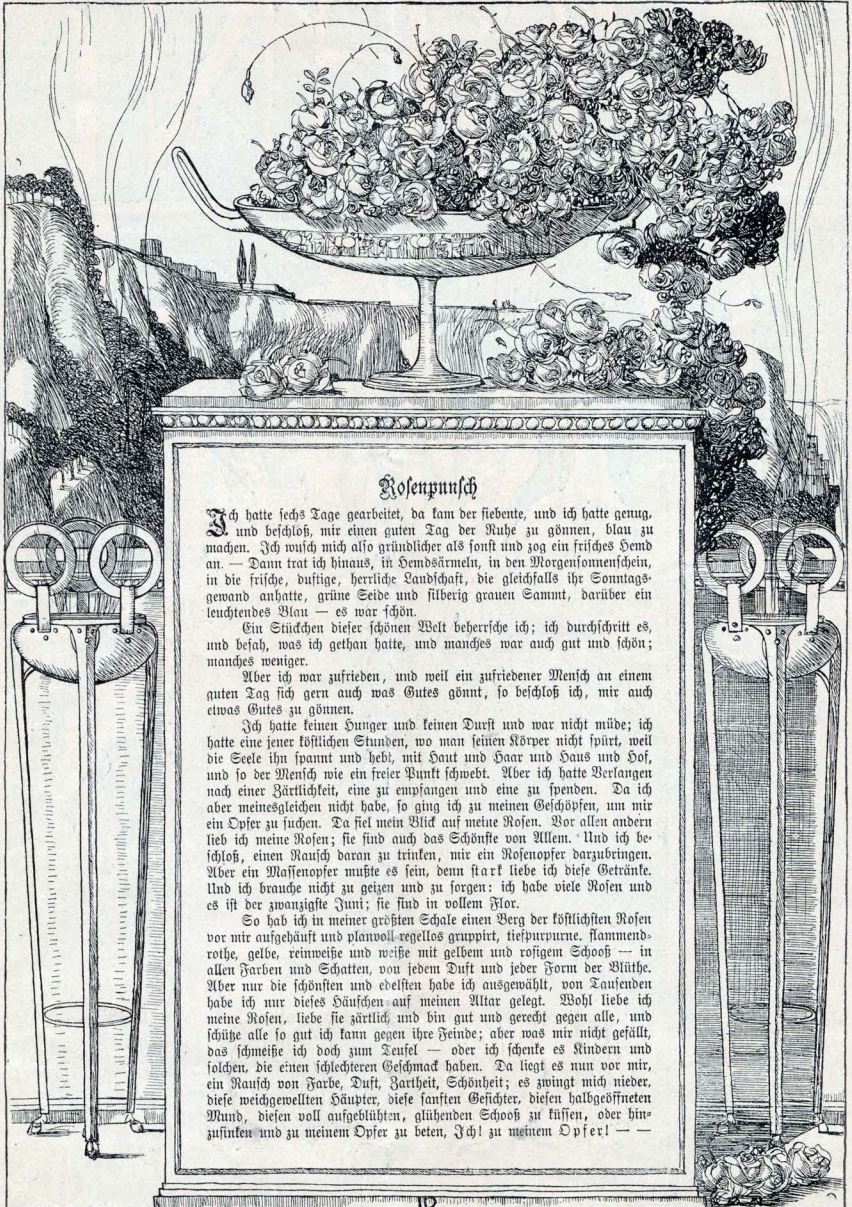 Rosenpunsch
Ich hatte sechs Tage gearbeitet, da kam der siebente, und ich hatte genug,
und beschloß, mir einen guten Tag der Ruhe zu gönnen, blau zu
machen. Ich wusch mich also gründlicher als sonst und zog ein frisches Hemd
an. — Dann trat ich hinaus, in Hemdsärmeln, in den Morgensonnenschein,
in die frische, duftige, herrliche Landschaft, die gleichfalls ihr Sonntags-
gewand anhatte, grüne Seide und silberig grauen Sammt, darüber ein
leuchtendes Blau — es war schön.
Ein Stückchen dieser schönen Welt beherrsche ich; ich durchschritt es,
und besah, was ich gethan hatte, und manches war auch gut und schön;
manches weniger.
Aber ich war zufrieden, und weil ein zufriedener Mensch an einem
guten Tag sich gern auch was Gutes gönnt, so beschloß ich, mir auch
etwas Gutes zu gönnen.
Ich hatte keinen Hunger und keinen Durst und war nicht müde; ich
hatte eine jener köstlichen Stunden, wo man seinen Körper nicht spürt, weil
die Seele ihn spannt und hebt, mit Haut und Haar und Haus und Hof,
und so der Mensch wie ein freier Punkt schwebt. Aber ich hatte Verlangen
nach einer Zärtlichkeit, eine zu empfangen und eine zu spenden. Da ich
aber meinesgleichen nicht habe, so ging ich zu meinen Geschöpfen, um mir
ein Opfer zu suchen. Da fiel mein Blick auf meine Rosen. Vor allen andern
lieb ich meine Rosen; sie sind auch das Schönste von Allem. Und ich be-
schloß, einen Rausch daran zu trinken, mir ein Rosenopfer darzubringen.
Aber ein Massenopfer mußte es sein, denn stark liebe ich diese Getränke.
Und ich brauche nicht zu geizen und zu sorgen: ich habe viele Rosen und
es ist der zwanzigste Juni; sie sind in vollem Flor.
So hab ich in meiner größten Schale einen Berg der köstlichsten Rosen
vor mir aufgehäuft und planvoll regellos gruppirt, tiefpurpurne, flammend-
rothe, gelbe, reinweiße und weiße mit gelbem und rosigem Schooß — in
allen Farben und Schatten, von jedem Duft und jeder Form der Blüthe.
Aber nur die schönsten und edelsten habe ich ausgewählt, von Tausenden
habe ich nur dieses Häufchen auf meinen Altar gelegt. Wohl liebe ich
meine Rosen, liebe sie zärtlich und bin gut und gerecht gegen alle, und
schütze alle so gut ich kann gegen ihre Feinde; aber was mir nicht gefällt,
das schmeiße ich doch zum Teufel — oder ich schenke es Kindern und
solchen, die einen schlechteren Geschmack haben. Da liegt es nun vor mir,
ein Rausch von Farbe, Duft, Zartheit, Schönheit; es zwingt mich nieder,
diese weichgewellten Häupter, diese sanften Gesichter, diesen halbgeöffneten
Mund, diesen voll aufgeblühten, glühenden Schooß zu küssen, oder hin-
zusinken und zu meinem Opfer zu beten, Ich! zu meinem Opfer! — —